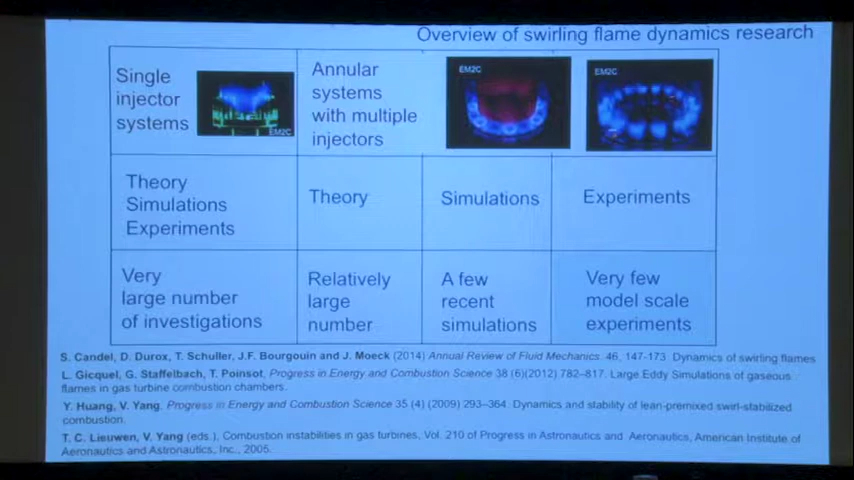 Overview of swirling flame dynamics research
Single
injector
systems
EM2C
Annular
systems
with multiple
injectors
EM2C
EM2C
Theory
Simulations
Experiments
Theory
Simulations
Experiments
Very
large number
of investigations
Relatively
large
number
A few
recent
simulations
Very few
model scale
experiments
S. Candel, D. Durox, T. Schuller, J.F. Bourgouin and J. Moeck (2014) Annual Review of Fluid Mechanics. 46, 147-173. Dynamics of swirling flames
L. Gicquel, G. Staffelbach, T. Poinsot, Progress in Energy and Combustion Science 38 (6)(2012) 782–817. Large Eddy Simulations of gaseous
flames in gas turbine combustion chambers.
Y. Huang, V. Yang. Progress in Energy and Combustion Science 35 (4) (2009) 293–364. Dynamics and stability of lean-premixed swirl-stabilized
combustion.
T. C. Lieuwen, V. Yang (eds.), Combustion instabilities in gas turbines, Vol. 210 of Progress in Astronautics and Aeronautics, American Institute of
Aeronautics and Astronautics, Inc., 2005.